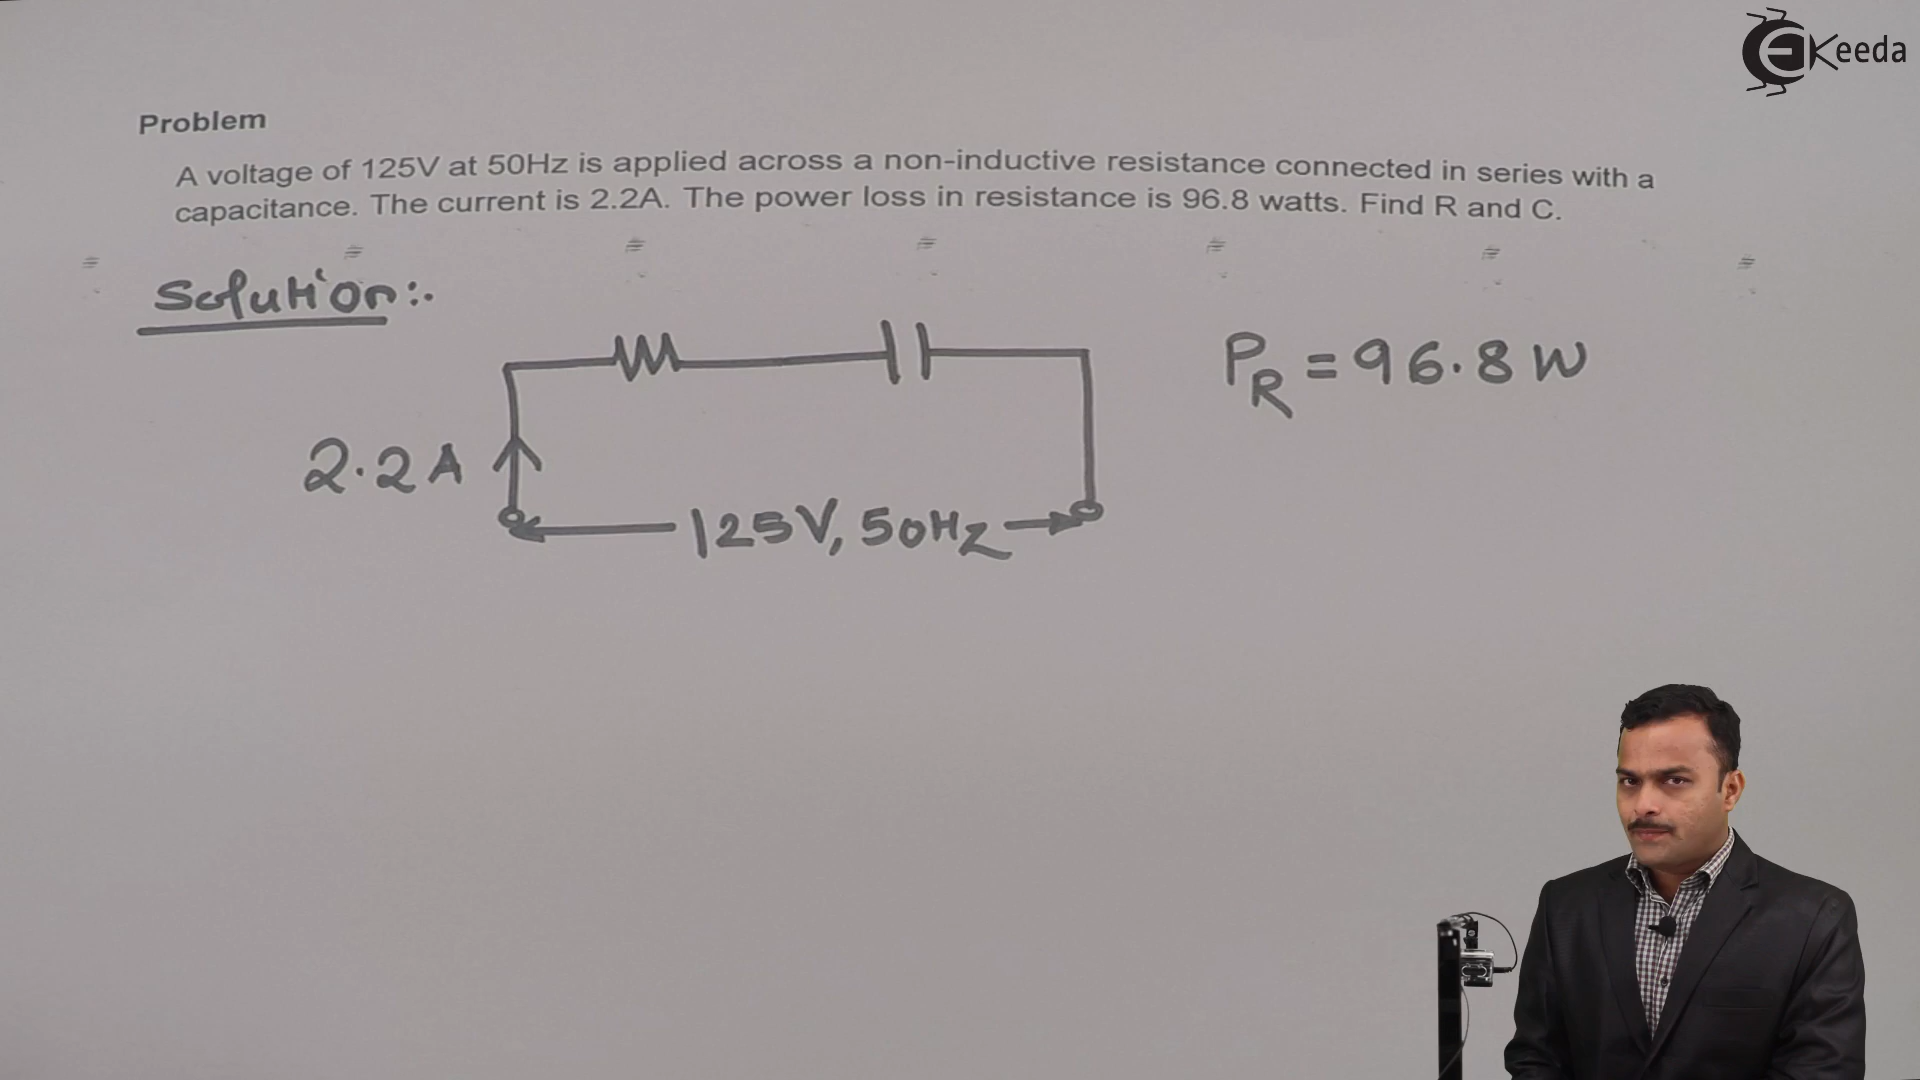 EKeeda
Problem
A voltage of 125V at 50Hz is applied across a non-inductive resistance connected in series with a
capacitance. The current is 2.2A. The power loss in resistance is 96.8 watts. Find R and C.
Solution:.
PR = 96.8 W
2.2 A
125V, 50Hz